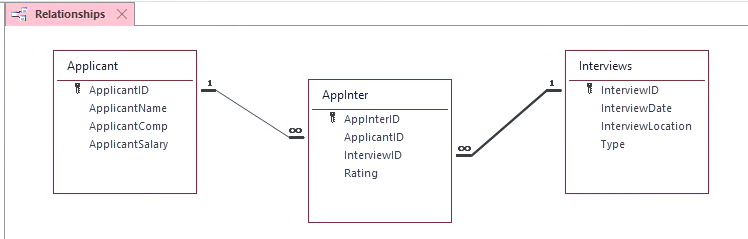 Relationships
Applicant
ApplicantID
ApplicantName
ApplicantComp
ApplicantSalary
1
∞
AppInter
AppInterID
ApplicantID
InterviewID
Rating
∞
1
Interviews
InterviewID
InterviewDate
InterviewLocation
Type